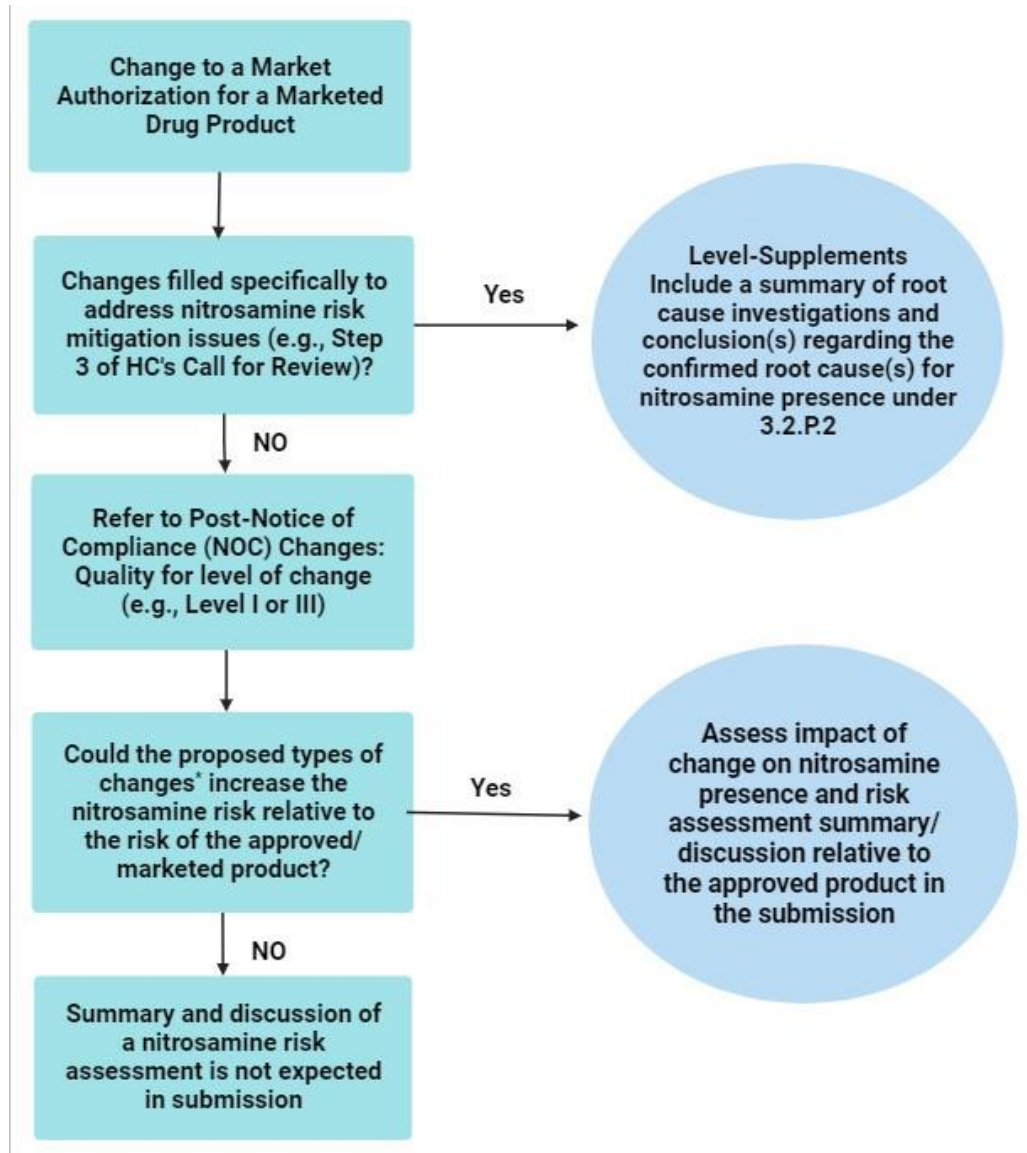 Change to a Market
Authorization for a Marketed
Drug Product
Changes filled specifically to
address nitrosamine risk
mitigation issues (e.g., Step
3 of HC's Call for Review)?
Yes
Level-Supplements
Include a summary of root
cause investigations and
conclusion(s) regarding the
confirmed root cause(s) for
nitrosamine presence under
3.2.P.2
NO
Refer to Post-Notice of
Compliance (NOC) Changes:
Quality for level of change
(e.g., Level I or III)
Could the proposed types of
changes* increase the
nitrosamine risk relative to
the risk of the approved/
marketed product?
Yes
Assess impact of
change on nitrosamine
presence and risk
assessment summary/
discussion relative to
the approved product in
the submission
NO
Summary and discussion of
a nitrosamine risk
assessment is not expected
in submission